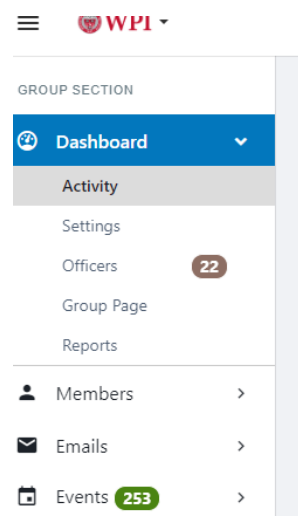 WPI
GROUP SECTION
Dashboard
Activity
Settings
Officers 22
Group Page
Reports
Members
Emails
Events 253